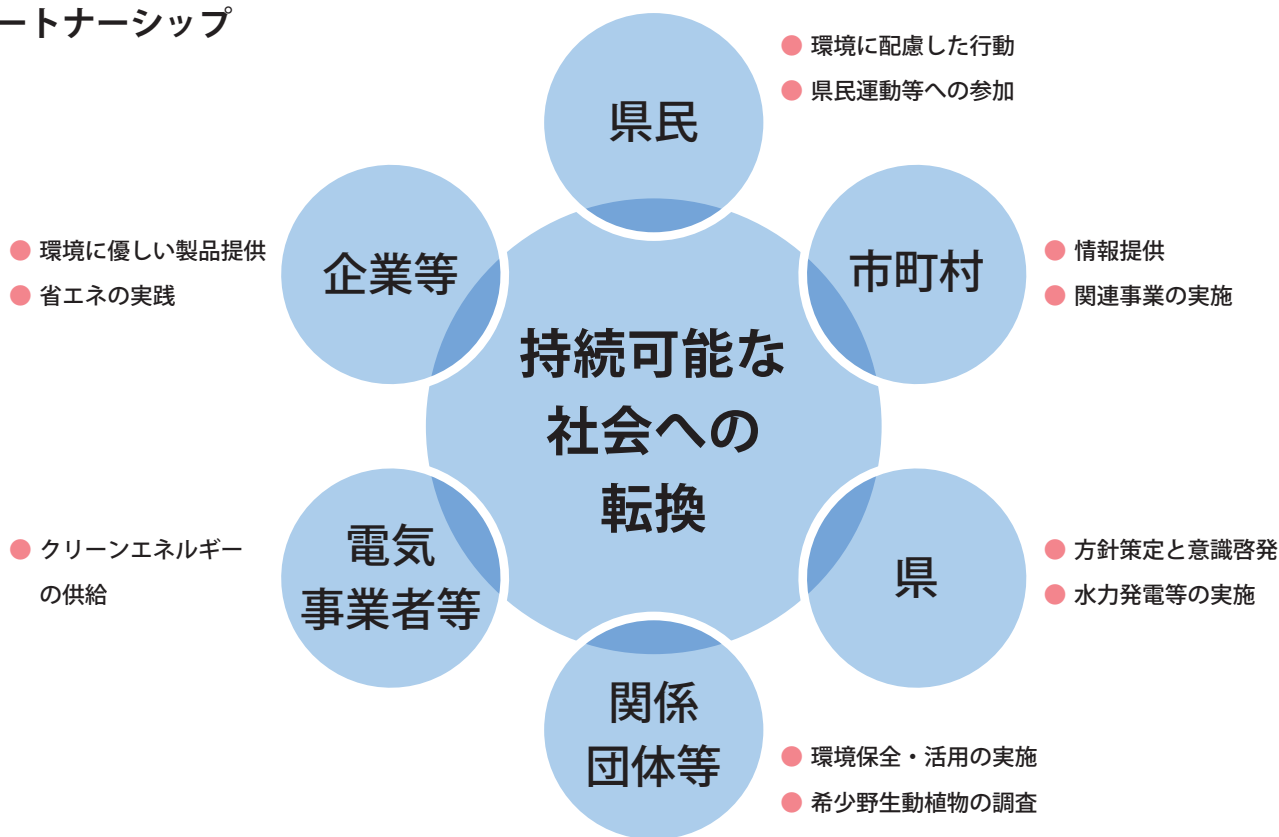 ートナーシップ
県民
● 環境に配慮した行動
● 県民運動等への参加
市町村
● 情報提供
● 関連事業の実施
県
● 方針策定と意識啓発
● 水力発電等の実施
関係
団体等
● 環境保全・活用の実施
● 希少野生動植物の調査
電気
事業者等
● クリーンエネルギー
の供給
企業等
● 環境に優しい製品提供
● 省エネの実践
持続可能な
社会への
転換